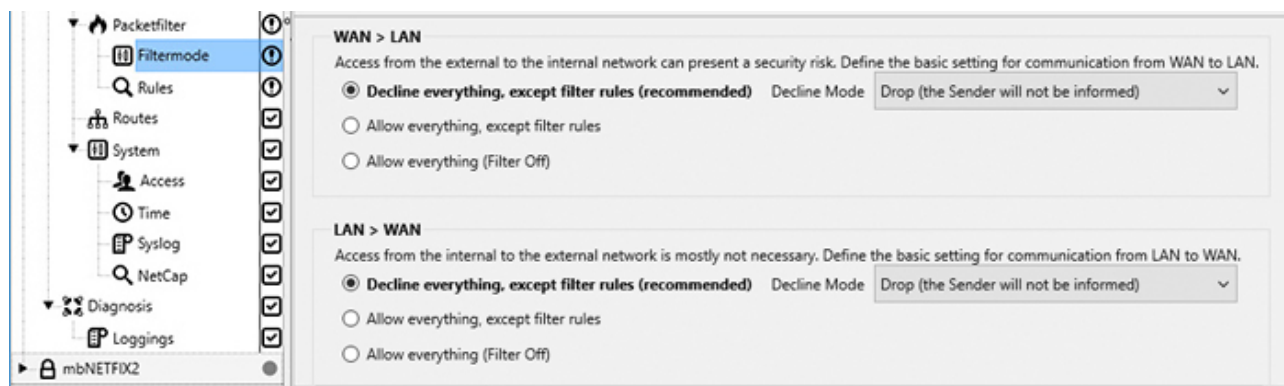 Packetfilter
Filtermode
Rules
Routes
System
Access
Time
Syslog
NetCap
Diagnosis
Loggings
mbNETFIX2
WAN > LAN
Access from the external to the internal network can present a security risk. Define the basic setting for communication from WAN to LAN.
Decline everything, except filter rules (recommended) Decline Mode Drop (the Sender will not be informed)
Allow everything, except filter rules
Allow everything (Filter Off)
LAN > WAN
Access from the internal to the external network is mostly not necessary. Define the basic setting for communication from LAN to WAN.
Decline everything, except filter rules (recommended) Decline Mode Drop (the Sender will not be informed)
Allow everything, except filter rules
Allow everything (Filter Off)